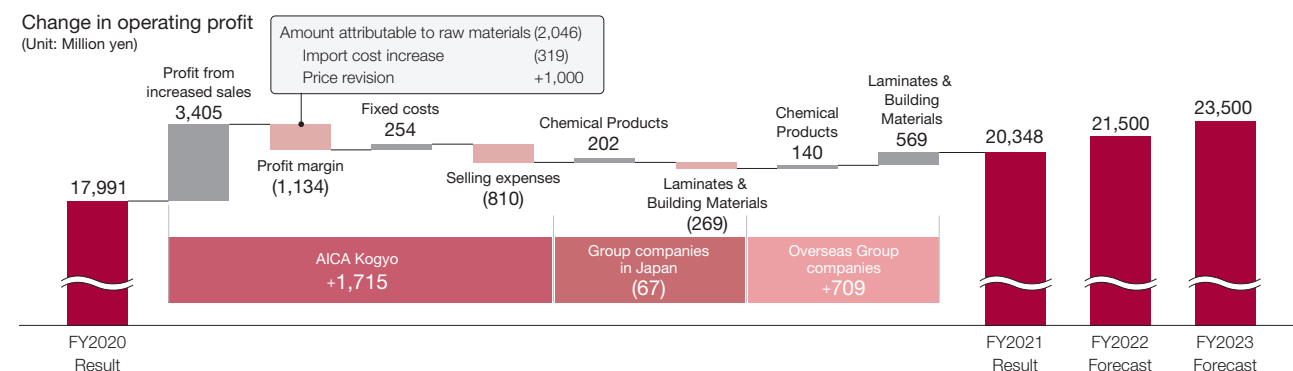 Change in operating profit
(Unit: Million yen)
Amount attributable to raw materials (2,046)
Import cost increase (319)
Price revision +1,000
17,991
Profit from
increased sales
3,405
Profit margin
(1,134)
Fixed costs
254
Selling expenses
(810)
Chemical Products
202
Laminates &
Building Materials
(269)
Chemical
Products
140
Laminates &
Building
Materials
569
20,348
21,500
23,500
AICA Kogyo
+1,715
Group companies
in Japan
(67)
Overseas Group
companies
+709
FY2020
Result
FY2021
Result
FY2022
Forecast
FY2023
Forecast